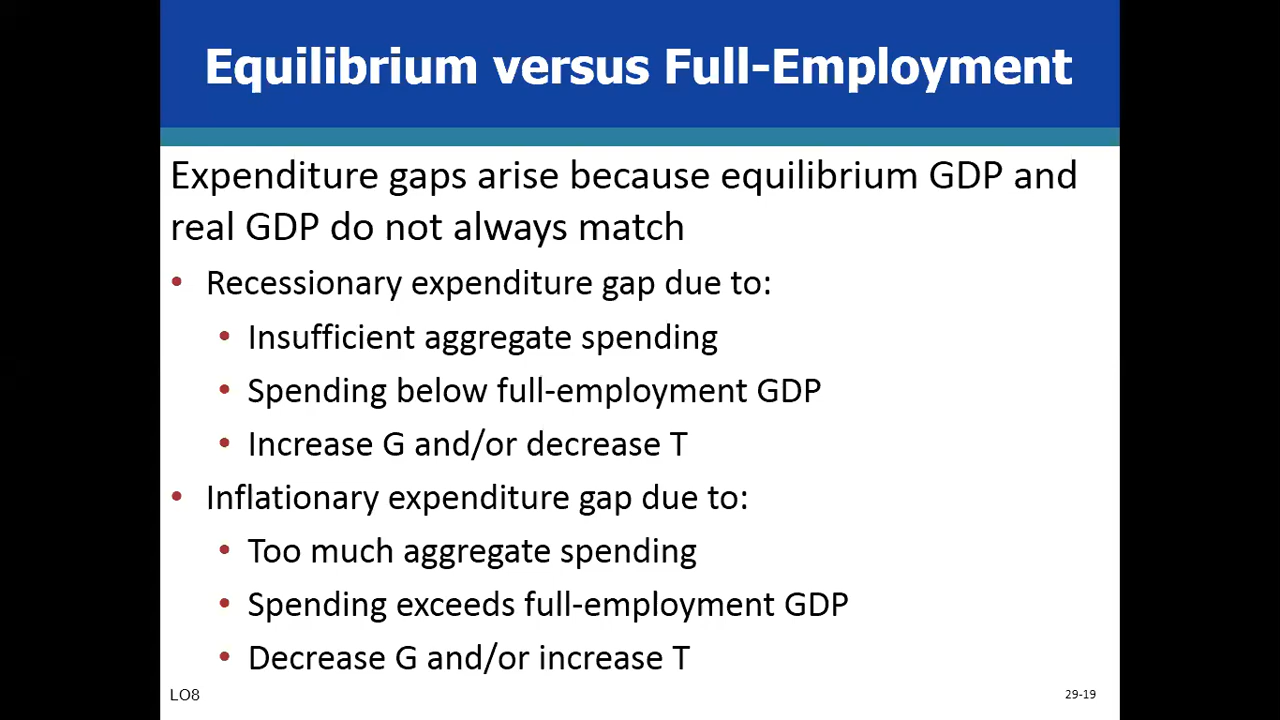 Equilibrium versus Full-Employment
Expenditure gaps arise because equilibrium GDP and
real GDP do not always match
• Recessionary expenditure gap due to:
• Insufficient aggregate spending
• Spending below full-employment GDP
• Increase G and/or decrease T
• Inflationary expenditure gap due to:
• Too much aggregate spending
• Spending exceeds full-employment GDP
• Decrease G and/or increase T
LO8
29-19